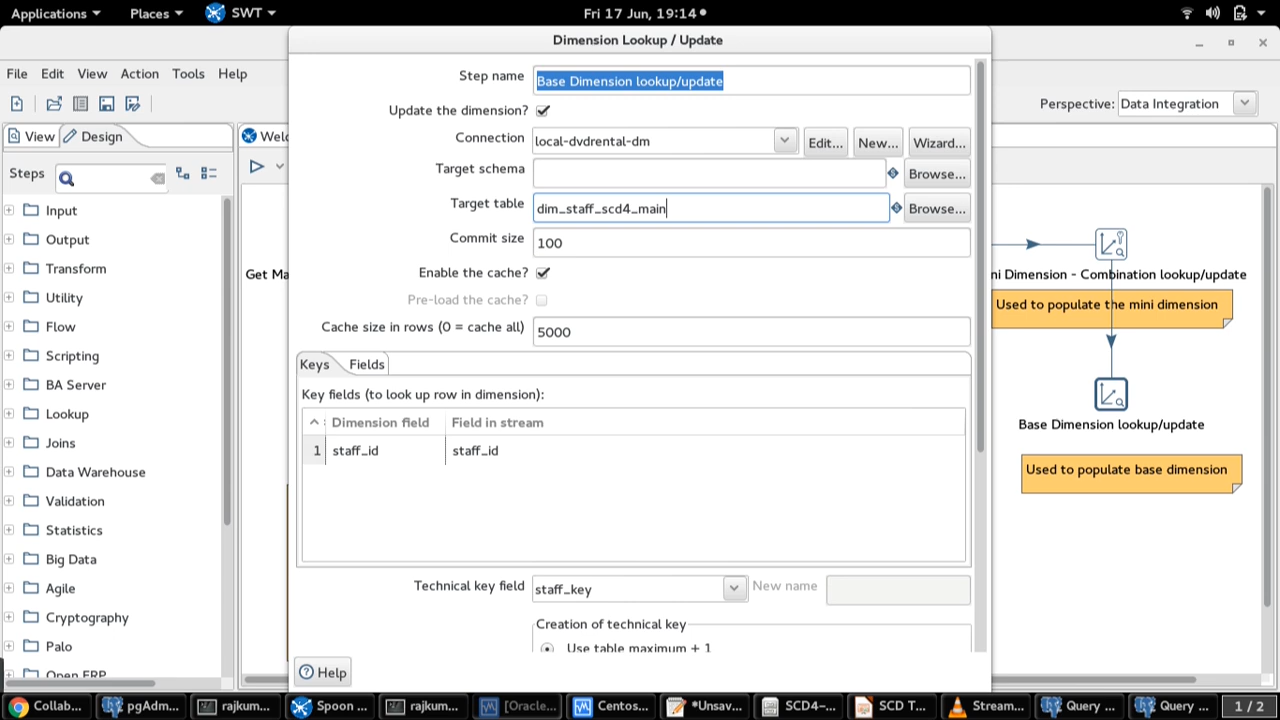 Applications Places SWT Fri 17 Jun, 19:14
Dimension Lookup / Update
File Edit View Action Tools Help
Perspective: Data Integration
View Design
Steps
Input
Output
Transform
Utility
Flow
Scripting
BA Server
Lookup
Joins
Data Warehouse
Validation
Statistics
Big Data
Agile
Cryptography
Palo
Open ERP
Welc
Get Ma
Step name Base Dimension lookup/update
Update the dimension?
Connection local-dvdrental-dm Edit... New... Wizard...
Target schema Browse...
Target table dim_staff_scd4_main Browse...
Commit size 100
Enable the cache?
Pre-load the cache?
Cache size in rows (0 = cache all) 5000
Keys Fields
Key fields (to look up row in dimension):
Dimension field Field in stream
1 staff_id staff_id
Technical key field staff_key New name
Creation of technical key
Use table maximum + 1
Help
ni Dimension - Combination lookup/update
Used to populate the mini dimension
Base Dimension lookup/update
Used to populate base dimension
Collab... pgAdm... rajkum... Spoon ... rajkum... [Oracle... Centos... *Unsav... SCD4-... SCD T... Stream... Query ... Query ... 1 / 2